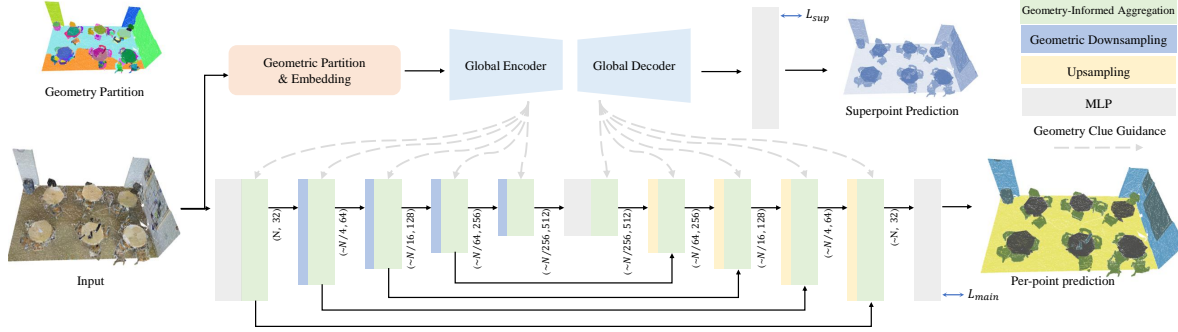 Geometry Partition
Geometric Partition
& Embedding
Global Encoder
Global Decoder
L_sup
Superpoint Prediction
Geometry-Informed Aggregation
Geometric Downsampling
Upsampling
MLP
Geometry Clue Guidance
Input
(N, 32)
(~N/4, 64)
(~N/16, 128)
(~N/64, 256)
(~N/256, 512)
(~N/256, 512)
(~N/64, 256)
(~N/16, 128)
(~N/4, 64)
(~N, 32)
L_main
Per-point prediction